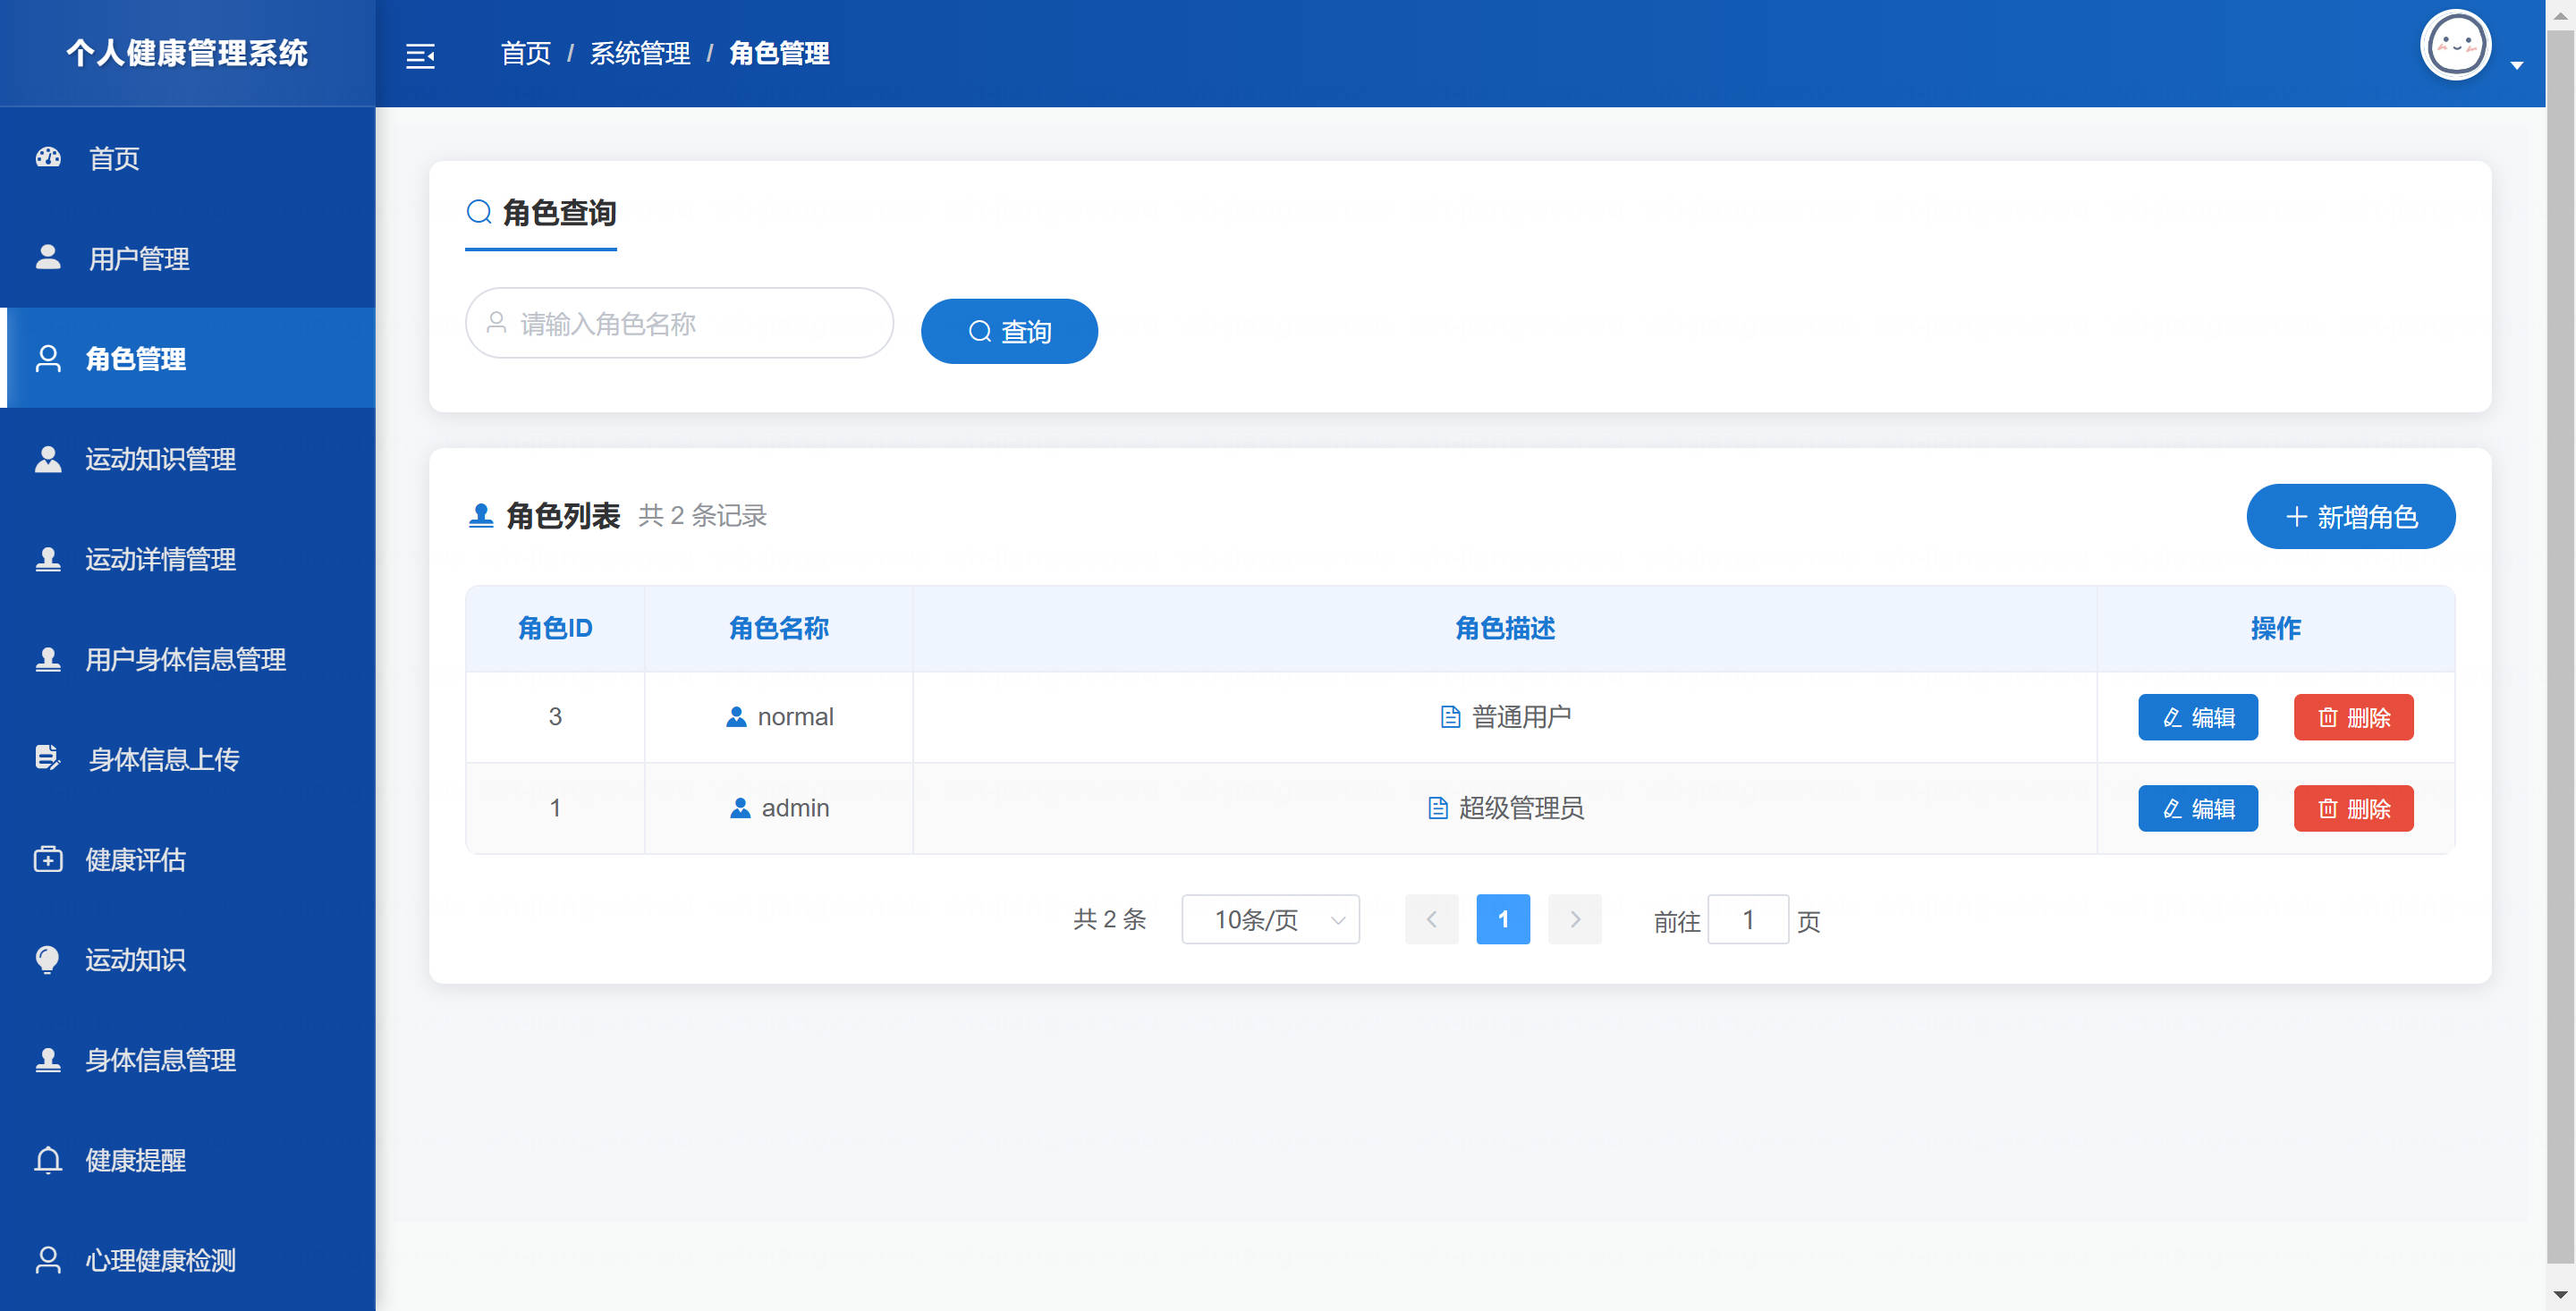 个人健康管理系统
首页 / 系统管理 / 角色管理
首页
用户管理
角色管理
运动知识管理
运动详情管理
用户身体信息管理
身体信息上传
健康评估
运动知识
身体信息管理
健康提醒
心理健康检测
角色查询
请输入角色名称
查询
角色列表 共 2 条记录
新增角色
角色ID 角色名称 角色描述 操作
3 normal 普通用户 编辑 删除
1 admin 超级管理员 编辑 删除
共 2 条 10条/页 1 前往 1 页